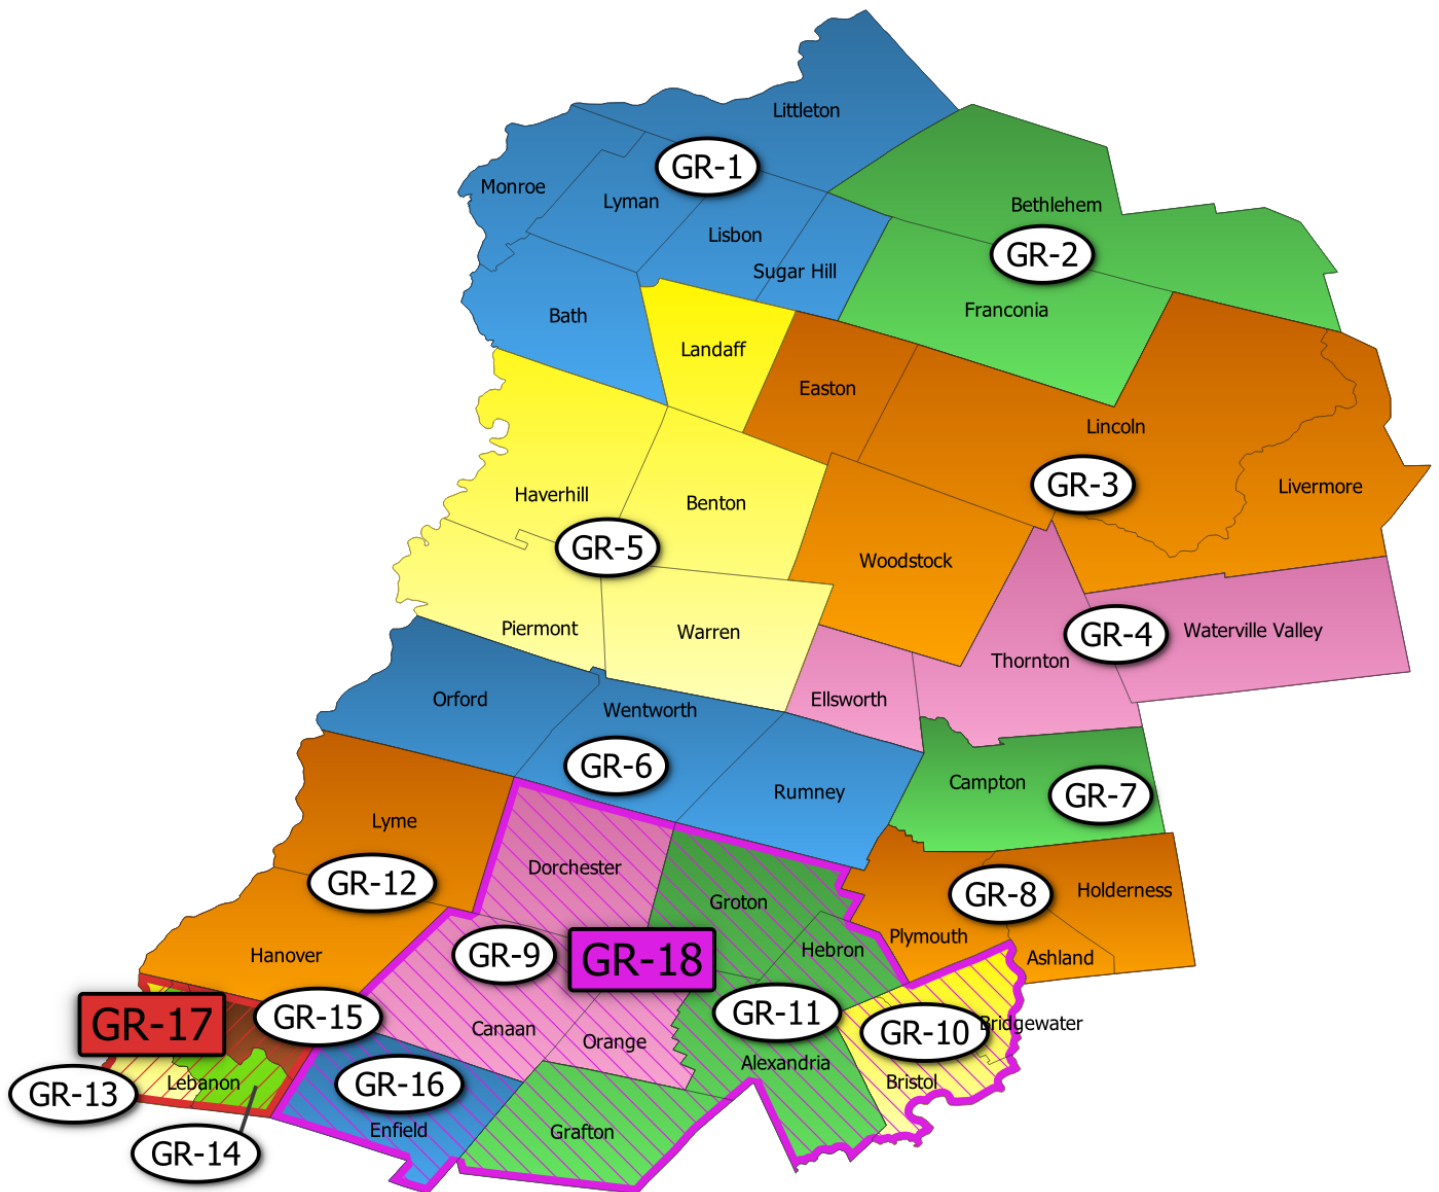 Littleton
GR-1
Monroe
Lyman
Bethlehem
Lisbon
GR-2
Sugar Hill
Franconia
Bath
Landaff
Easton
Lincoln
GR-3
Livermore
Haverhill
Benton
GR-5
Woodstock
Piermont
Warren
GR-4
Waterville Valley
Thornton
Orford
Wentworth
Ellsworth
GR-6
Rumney
Campton
GR-7
Lyme
Dorchester
GR-12
GR-8
Holderness
Groton
Plymouth
Hanover
GR-9
GR-18
Hebron
Ashland
GR-17
GR-15
Canaan
Orange
GR-11
GR-10
Bridgewater
Alexandria
Lebanon
GR-16
Bristol
GR-13
Enfield
Grafton
GR-14